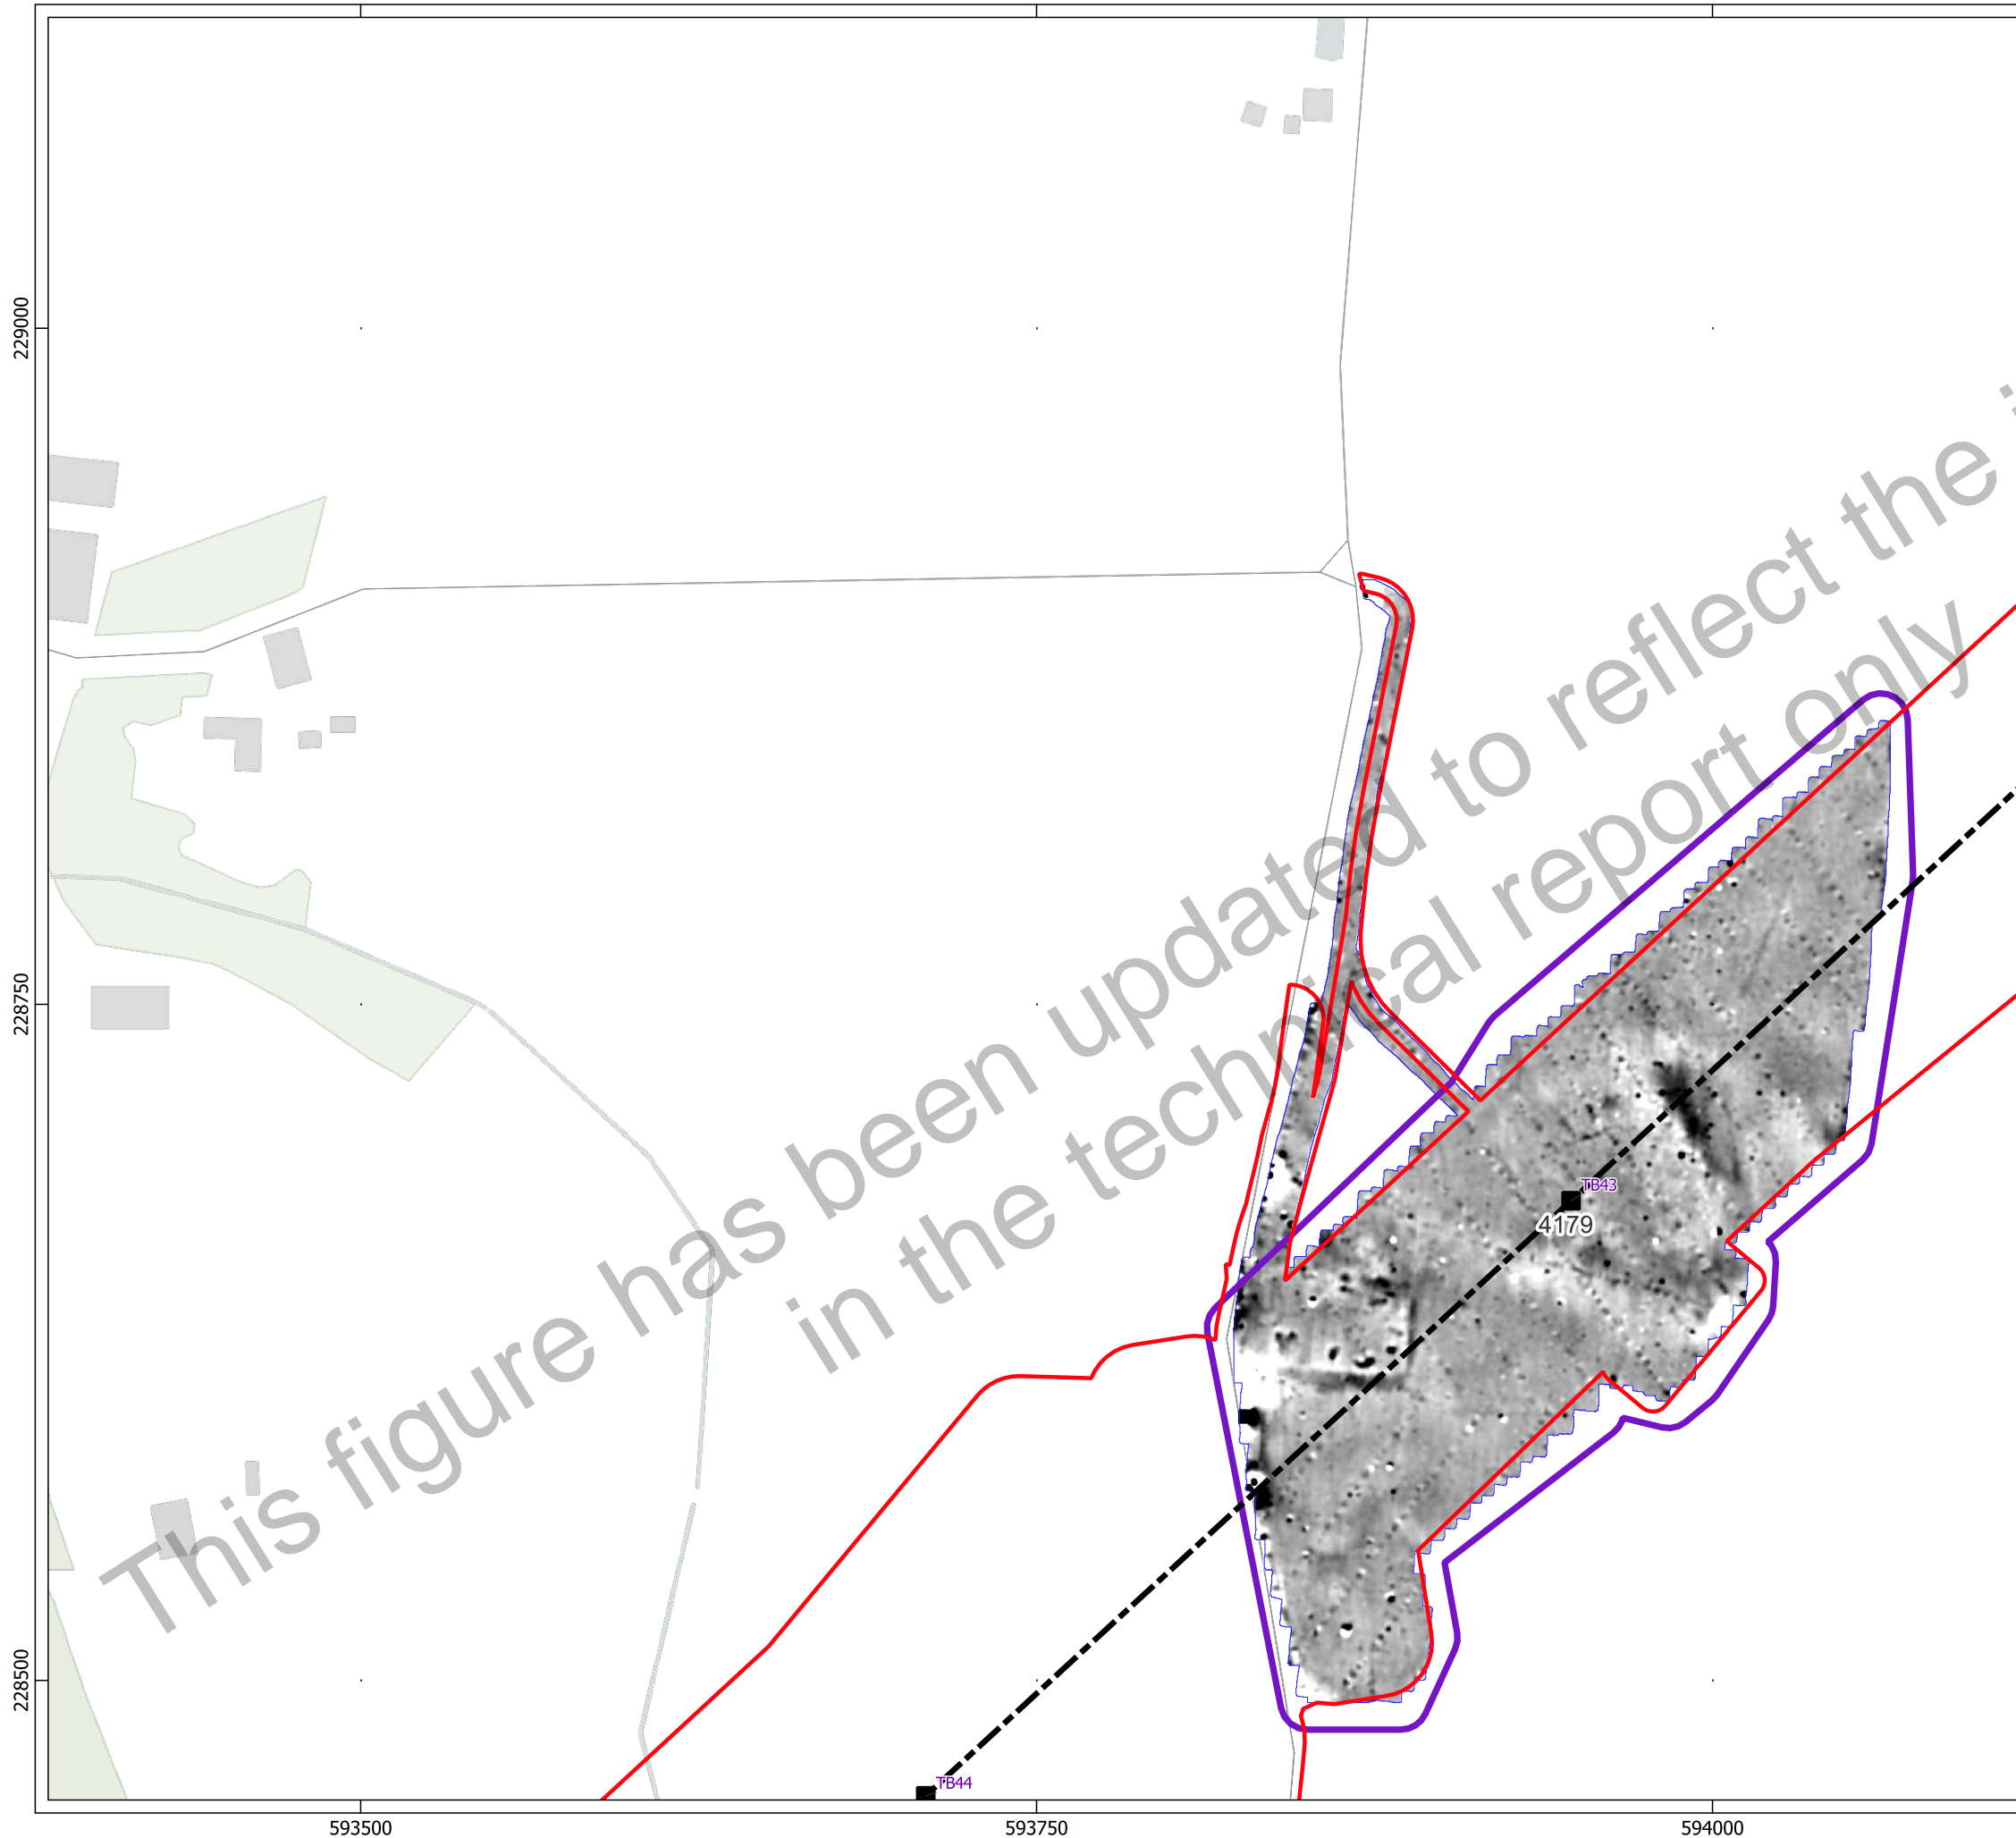 229000
228750
228500
593500
593750
594000
This figure has been updated to reflect the
in the technical report only
TB43
4179
TB44